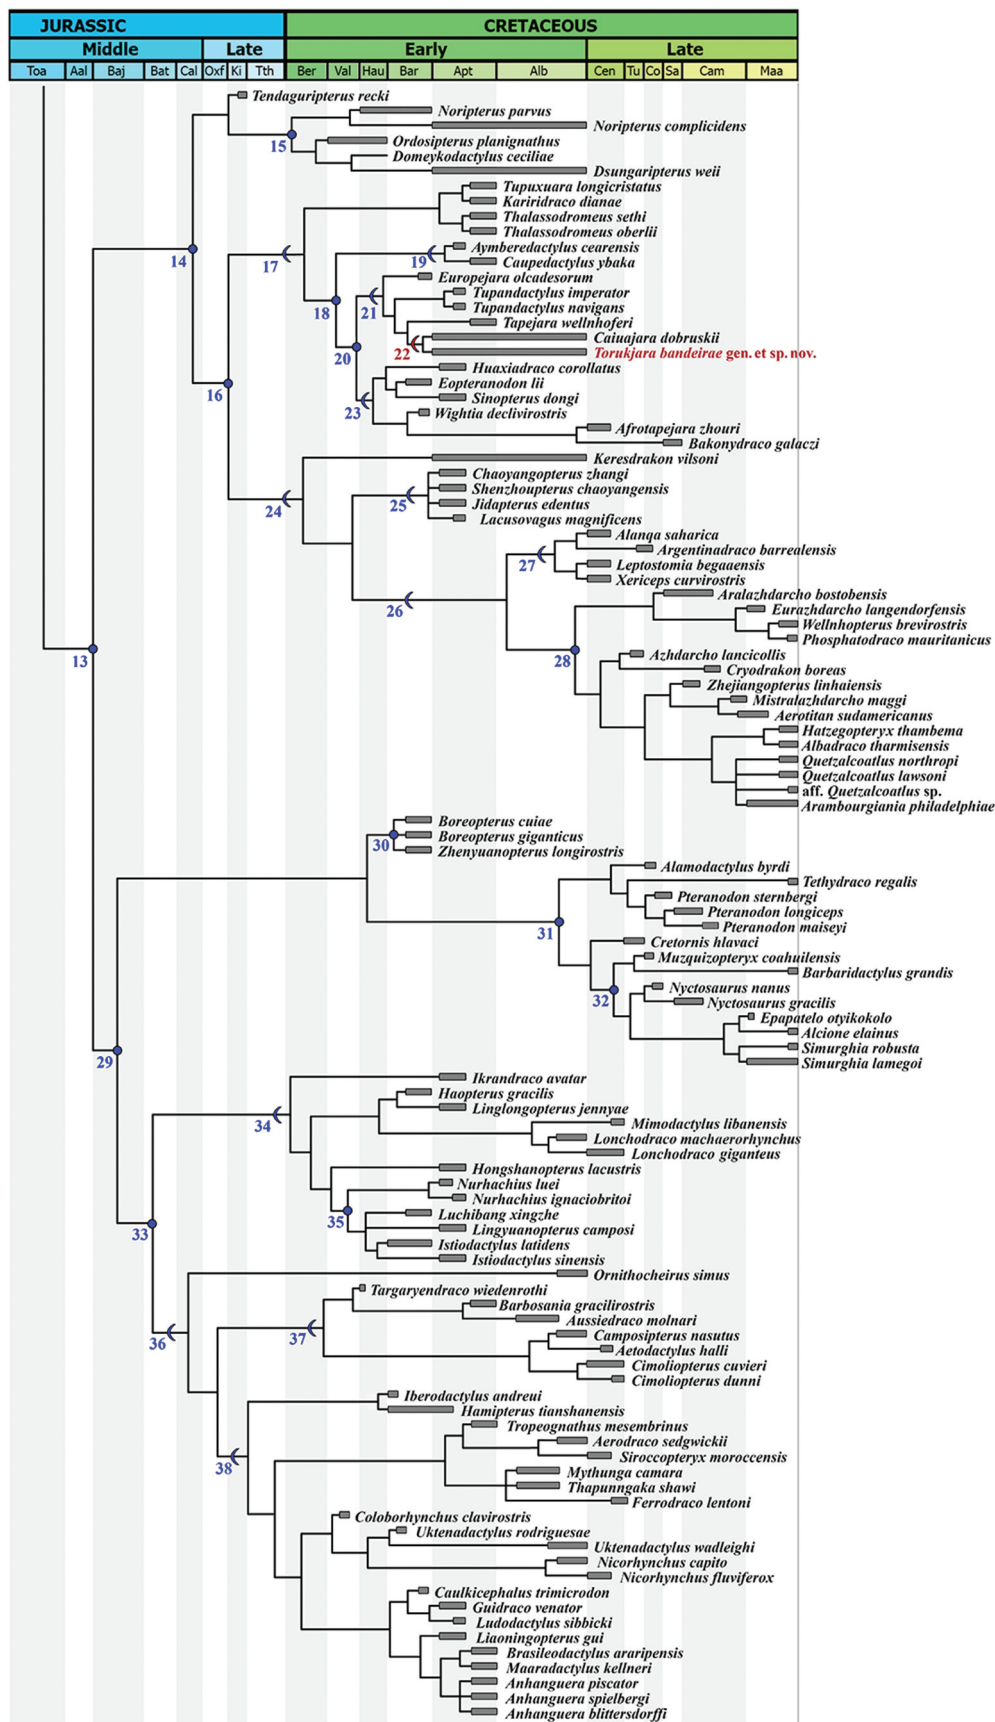 JURASSIC CRETACEOUS
Middle Late Early Late
Toa Aal Baj Bat Cal Oxf Ki Tth Ber Val Hau Bar Apt Alb Cen Tu Co Sa Cam Maa
Tendaguripterus recki
Noripterus parvus
Noripterus complicidens
15
Ordosipterus planignathus
Domeykodactylus ceciliae
Dsungaripterus weii
Tupuxuara longicristatus
Kariridraco dianae
Thalassodromeus sethi
Thalassodromeus oberlii
Aymberedactylus cearensis
14
17
19
Caupedactylus ybaka
Europejara olcadesorum
Tupandactylus imperator
18
21
Tupandactylus navigans
Tapejara wellnhoferi
Caiuajara dobruskii
20
22
Torukjara bandeirae gen. et sp. nov.
Huaxiadraco corollatus
Eopteranodon lii
16
Sinopterus dongi
23
Wightia declivirostris
Afrotapejara zhouri
Bakonydraco galaczi
Keresdrakon vilsoni
Chaoyangopterus zhangi
Shenzhoupterus chaoyangensis
24
25
Jidapterus edentus
Lacusovagus magnificens
Alanqa saharica
Argentinadraco barrealensis
27
Leptostomia begaaensis
Xericeps curvirostris
Aralazhdarcho bostobensis
26
Eurazhdarcho langendorfensis
Wellnhopterus brevirostris
Phosphatodraco mauritanicus
13
28
Azhdarcho lancicollis
Cryodrakon boreas
Zhejiangopterus linhaiensis
Mistralazhdarcho maggi
Aerotitan sudamericanus
Hatzegopteryx thambema
Albadraco tharmisensis
Quetzalcoatlus northropi
Quetzalcoatlus lawsoni
aff. Quetzalcoatlus sp.
Arambourgiania philadelphiae
Boreopterus cuiae
30
Boreopterus giganticus
Zhenyuanopterus longirostris
Alamodactylus byrdi
Tethydraco regalis
Pteranodon sternbergi
Pteranodon longiceps
31
Pteranodon maiseyi
Cretornis hlavaci
Muzquizopteryx coahuilensis
Barbaridactylus grandis
32
Nyctosaurus nanus
Nyctosaurus gracilis
Epapatelo otyikokolo
Alcione elainus
Simurghia robusta
29
Simurghia lamegoi
Ikrandraco avatar
Haopterus gracilis
Linglongopterus jennyae
34
Mimodactylus libanensis
Lonchodraco machaerorhynchus
Lonchodraco giganteus
Hongshanopterus lacustris
Nurhachius luei
Nurhachius ignaciobritoi
33
35
Luchibang xingzhe
Lingyuanopterus camposi
Istiodactylus latidens
Istiodactylus sinensis
Ornithocheirus simus
Targaryendraco wiedenrothi
Barbosania gracilirostris
Aussiedraco molnari
36
37
Camposipterus nasutus
Aetodactylus halli
Cimoliopterus cuvieri
Cimoliopterus dunni
Iberodactylus andreui
Hamipterus tianshanensis
Tropeognathus mesembrinus
Aerodraco sedgwickii
38
Siroccopteryx moroccensis
Mythunga camara
Thapunngaka shawi
Ferrodraco lentoni
Coloborhynchus clavirostris
Uktenadactylus rodriguesae
Uktenadactylus wadleighi
Nicorhynchus capito
Nicorhynchus fluviferox
Caulkicephalus trimicrodon
Guidraco venator
Ludodactylus sibbicki
Liaoningopterus gui
Brasileodactylus araripensis
Maaradactylus kellneri
Anhanguera piscator
Anhanguera spielbergi
Anhanguera blittersdorffi